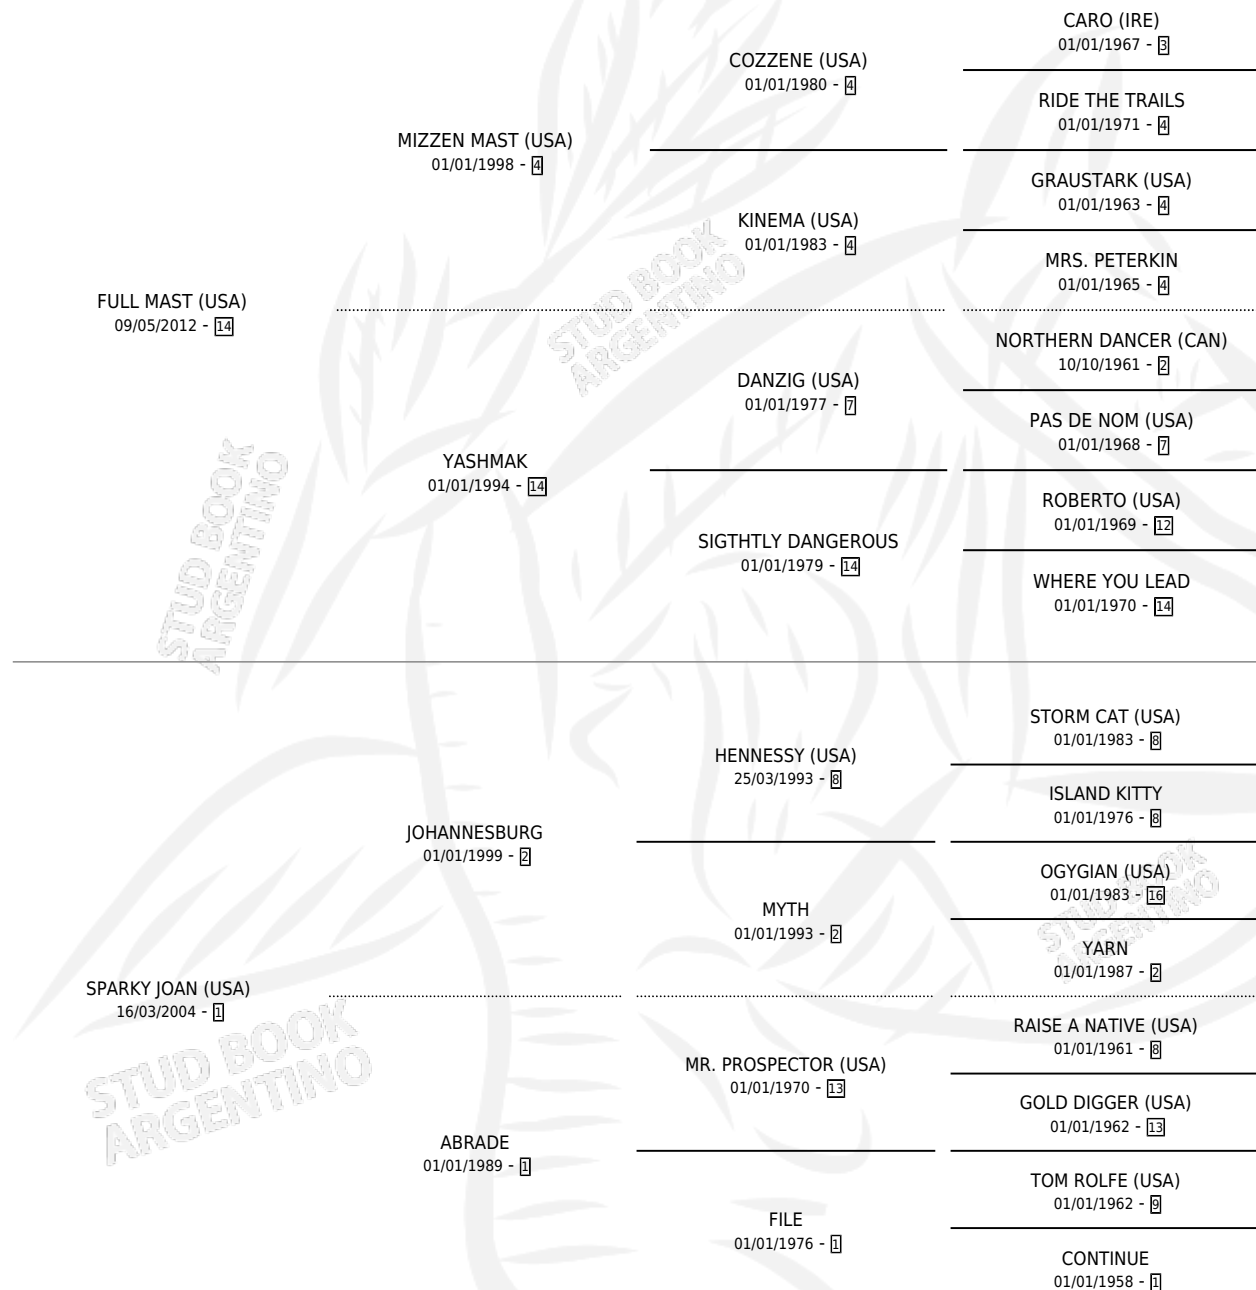 CARO (IRE)
01/01/1967 - 3
COZZENE (USA)
01/01/1980 - 4
RIDE THE TRAILS
01/01/1971 - 4
MIZZEN MAST (USA)
01/01/1998 - 4
GRAUSTARK (USA)
01/01/1963 - 4
KINEMA (USA)
01/01/1983 - 4
MRS. PETERKIN
01/01/1965 - 4
FULL MAST (USA)
09/05/2012 - 14
NORTHERN DANCER (CAN)
10/10/1961 - 2
DANZIG (USA)
01/01/1977 - 7
PAS DE NOM (USA)
01/01/1968 - 7
YASHMAK
01/01/1994 - 14
ROBERTO (USA)
01/01/1969 - 12
SIGTHTLY DANGEROUS
01/01/1979 - 14
WHERE YOU LEAD
01/01/1970 - 14
STORM CAT (USA)
01/01/1983 - 8
HENNESSY (USA)
25/03/1993 - 8
ISLAND KITTY
01/01/1976 - 8
JOHANNESBURG
01/01/1999 - 2
OGYGIAN (USA)
01/01/1983 - 16
MYTH
01/01/1993 - 2
YARN
01/01/1987 - 2
SPARKY JOAN (USA)
16/03/2004 - 1
RAISE A NATIVE (USA)
01/01/1961 - 8
MR. PROSPECTOR (USA)
01/01/1970 - 13
GOLD DIGGER (USA)
01/01/1962 - 13
ABRADE
01/01/1989 - 1
TOM ROLFE (USA)
01/01/1962 - 9
FILE
01/01/1976 - 1
CONTINUE
01/01/1958 - 1
STUD BOOK
ARGENTINO
STUD BOOK
ARGENTINO
STUD BOOK
ARGENTINO
STUD BOOK
ARGENTINO